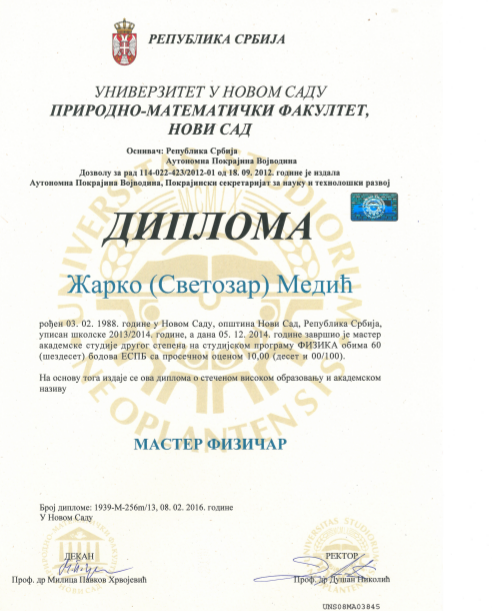 РЕПУБЛИКА СРБИЈА
УНИВЕРЗИТЕТ У НОВОМ САДУ
ПРИРОДНО-МАТЕМАТИЧКИ ФАКУЛТЕТ,
НОВИ САД
Оснивач: Република Србија
Аутономна Покрајина Војводина
Дозволу за рад 114-022-423/2012-01 од 18. 09. 2012. године је издала
Аутономна Покрајина Војводина, Покрајински секретаријат за науку и технолошки развој
ДИПЛОМА
Жарко (Светозар) Медић
рођен 03. 02. 1988. године у Новом Саду, општина Нови Сад, Република Србија,
уписан школске 2013/2014. године, а дана 05. 12. 2014. године завршио је мастер
академске студије другог степена на студијском програму ФИЗИКА обима 60
(шездесет) бодова ЕСПБ са просечном оценом 10,00 (десет и 00/100).
На основу тога издаје се ова диплома о стеченом високом образовању и академском
називу
МАСТЕР ФИЗИЧАР
Број дипломе: 1939-М-256m/13, 08. 02. 2016. године
У Новом Саду
ДЕКАН
Проф. др Милица Павков Хрвојевић
РЕКТОР
Проф. др Душан Николић
UNS08MA03845
UNIVERSITAS STUDIORUM
NEOPLANTENSIS